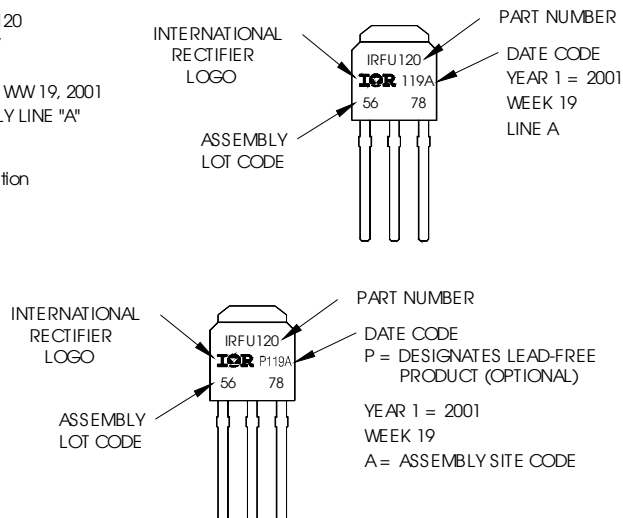 120
WW 19, 2001
LY LINE "A"
INTERNATIONAL
RECTIFIER
LOGO
ASSEMBLY
LOT CODE
IRFU120
IOR 119A
56 78
PART NUMBER
DATE CODE
YEAR 1 = 2001
WEEK 19
LINE A
INTERNATIONAL
RECTIFIER
LOGO
ASSEMBLY
LOT CODE
IRFU120
IOR P119A
56 78
PART NUMBER
DATE CODE
P = DESIGNATES LEAD-FREE
PRODUCT (OPTIONAL)
YEAR 1 = 2001
WEEK 19
A = ASSEMBLY SITE CODE